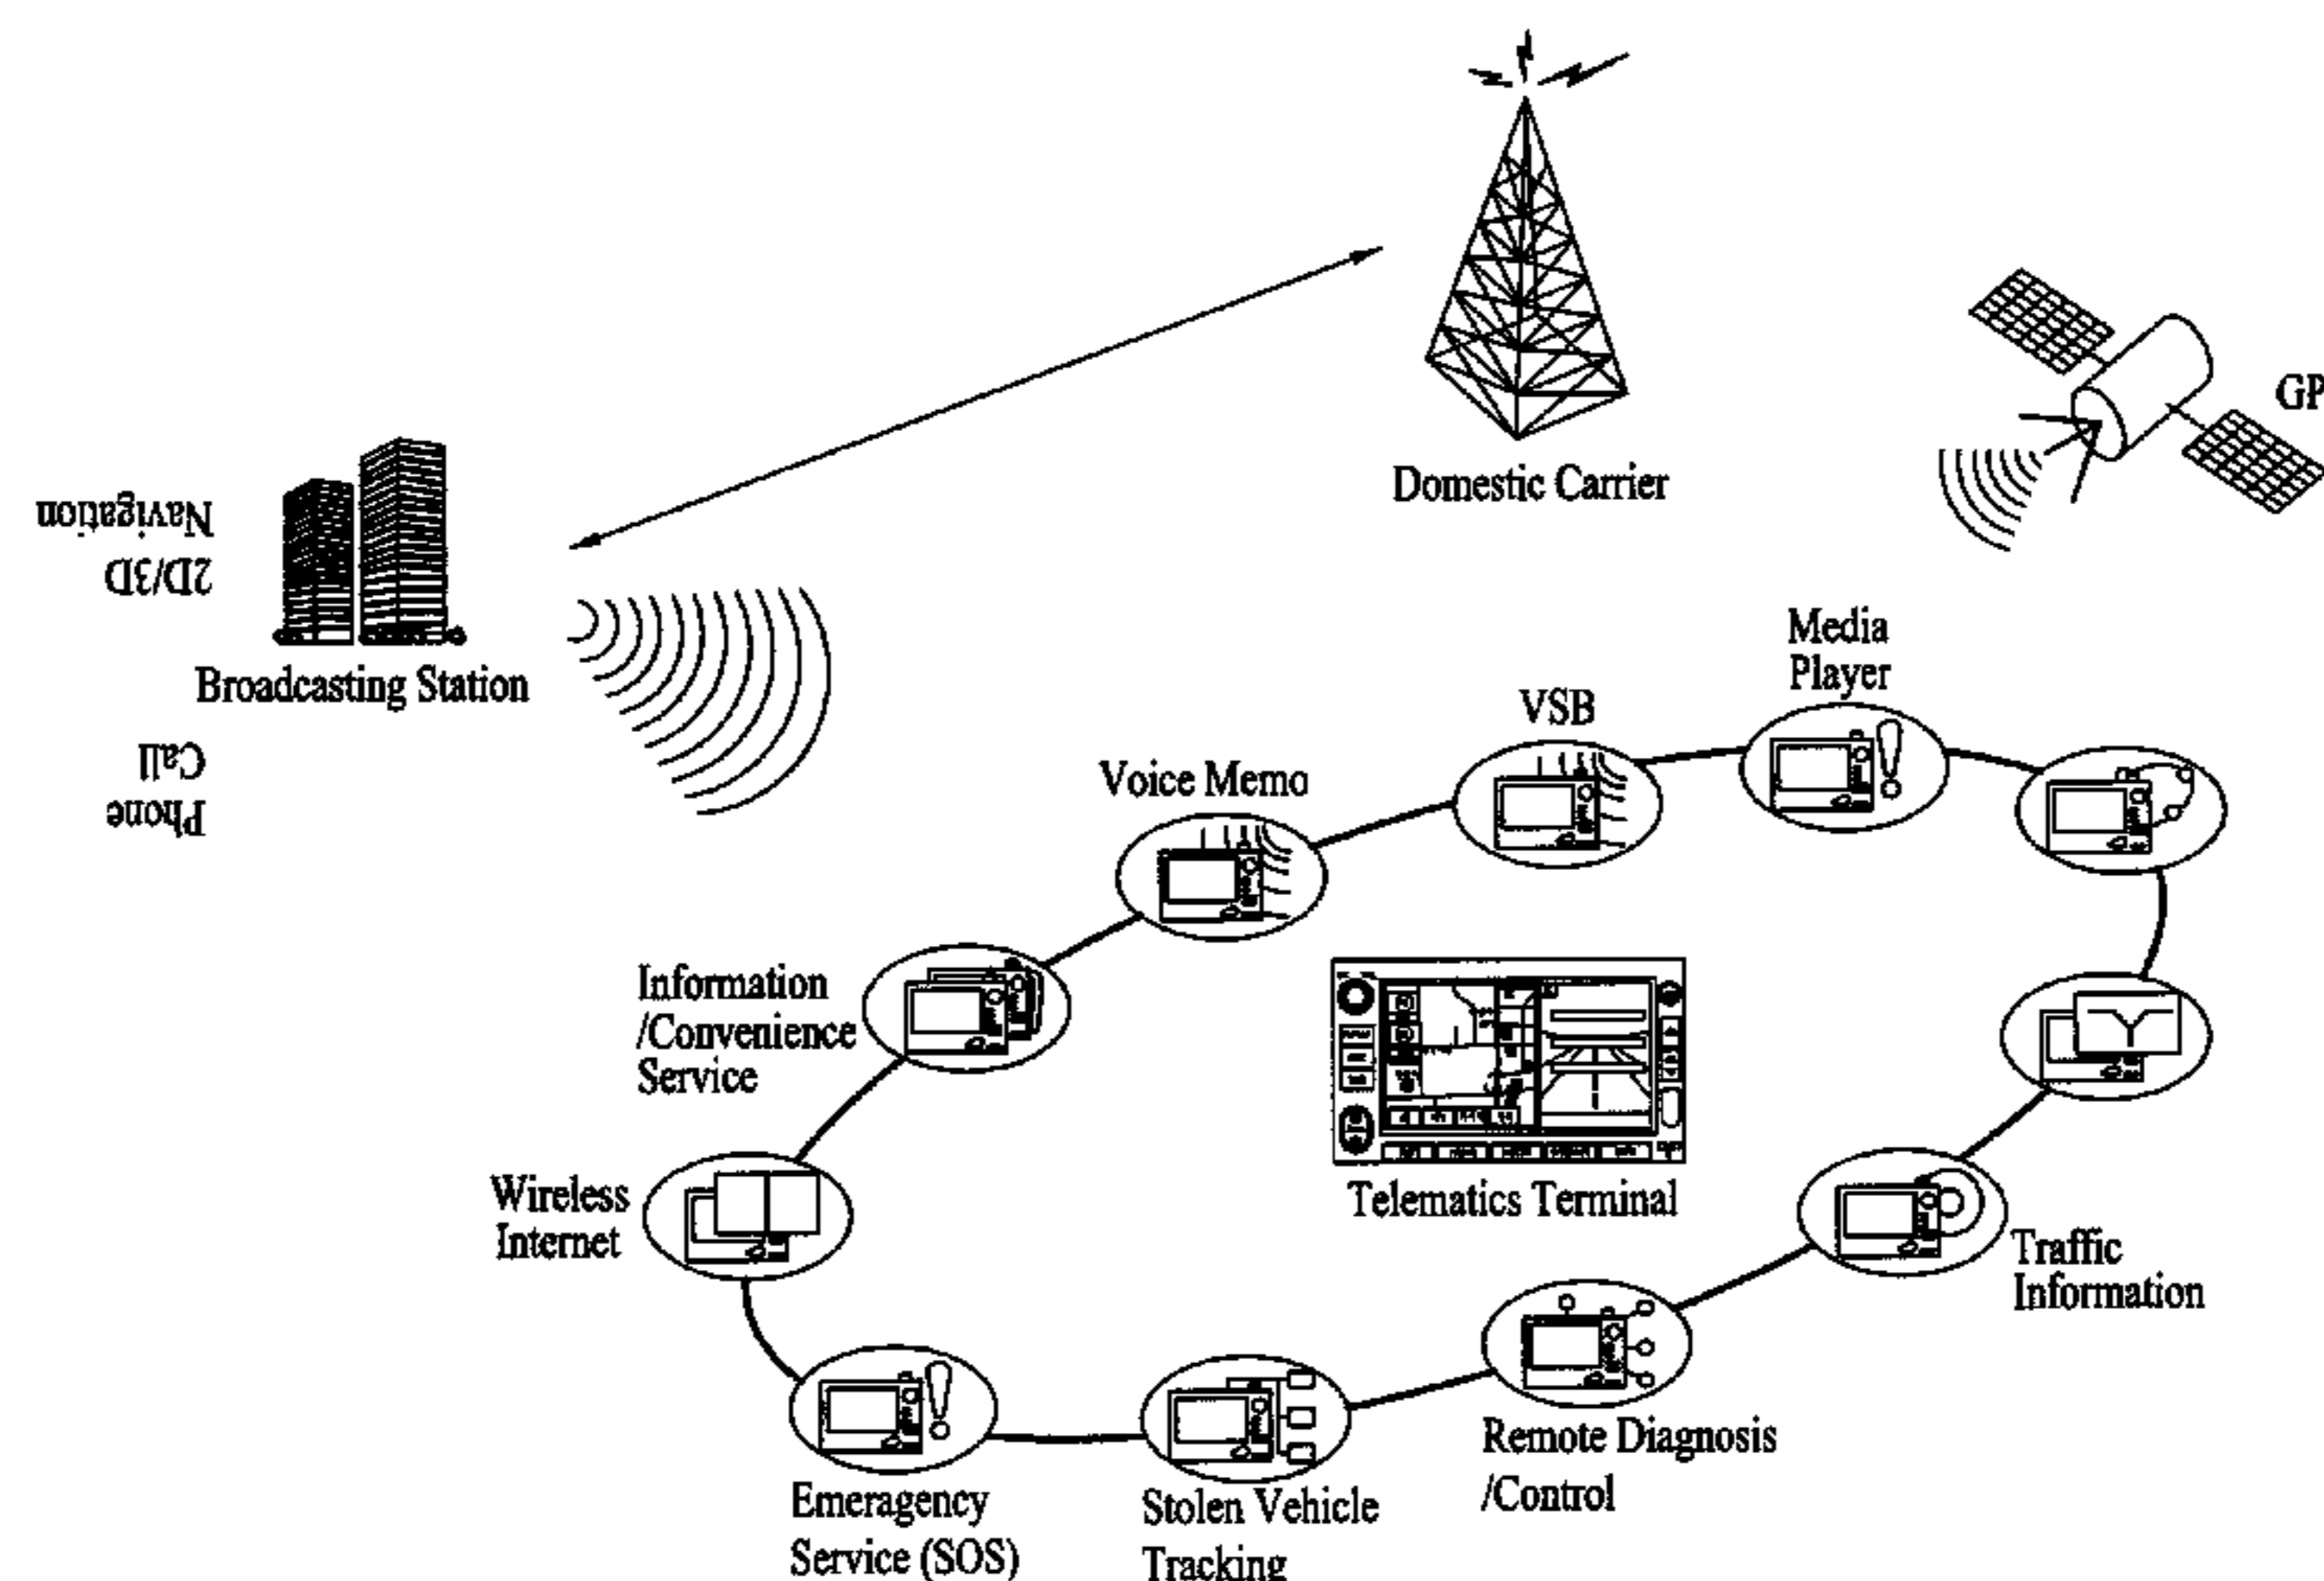 Domestic Carrier
GP
2D/3D
Navigation
Broadcasting Station
Phone
Call
Media
Player
VSB
Voice Memo
Information
/Convenience
Service
Wireless
Internet
Telematics Terminal
Traffic
Information
Remote Diagnosis
/Control
Emeragency
Service (SOS)
Stolen Vehicle
Tracking